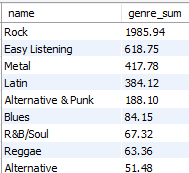 name genre_sum
Rock 1985.94
Easy Listening 618.75
Metal 417.78
Latin 384.12
Alternative & Punk 188.10
Blues 84.15
R&B/Soul 67.32
Reggae 63.36
Alternative 51.48